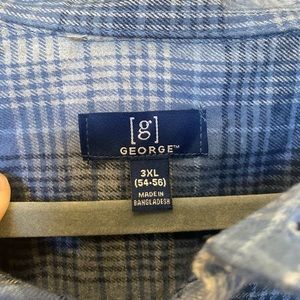 [g]
GEORGE™
3XL
(54-56)
MADE IN
BANGLADESH